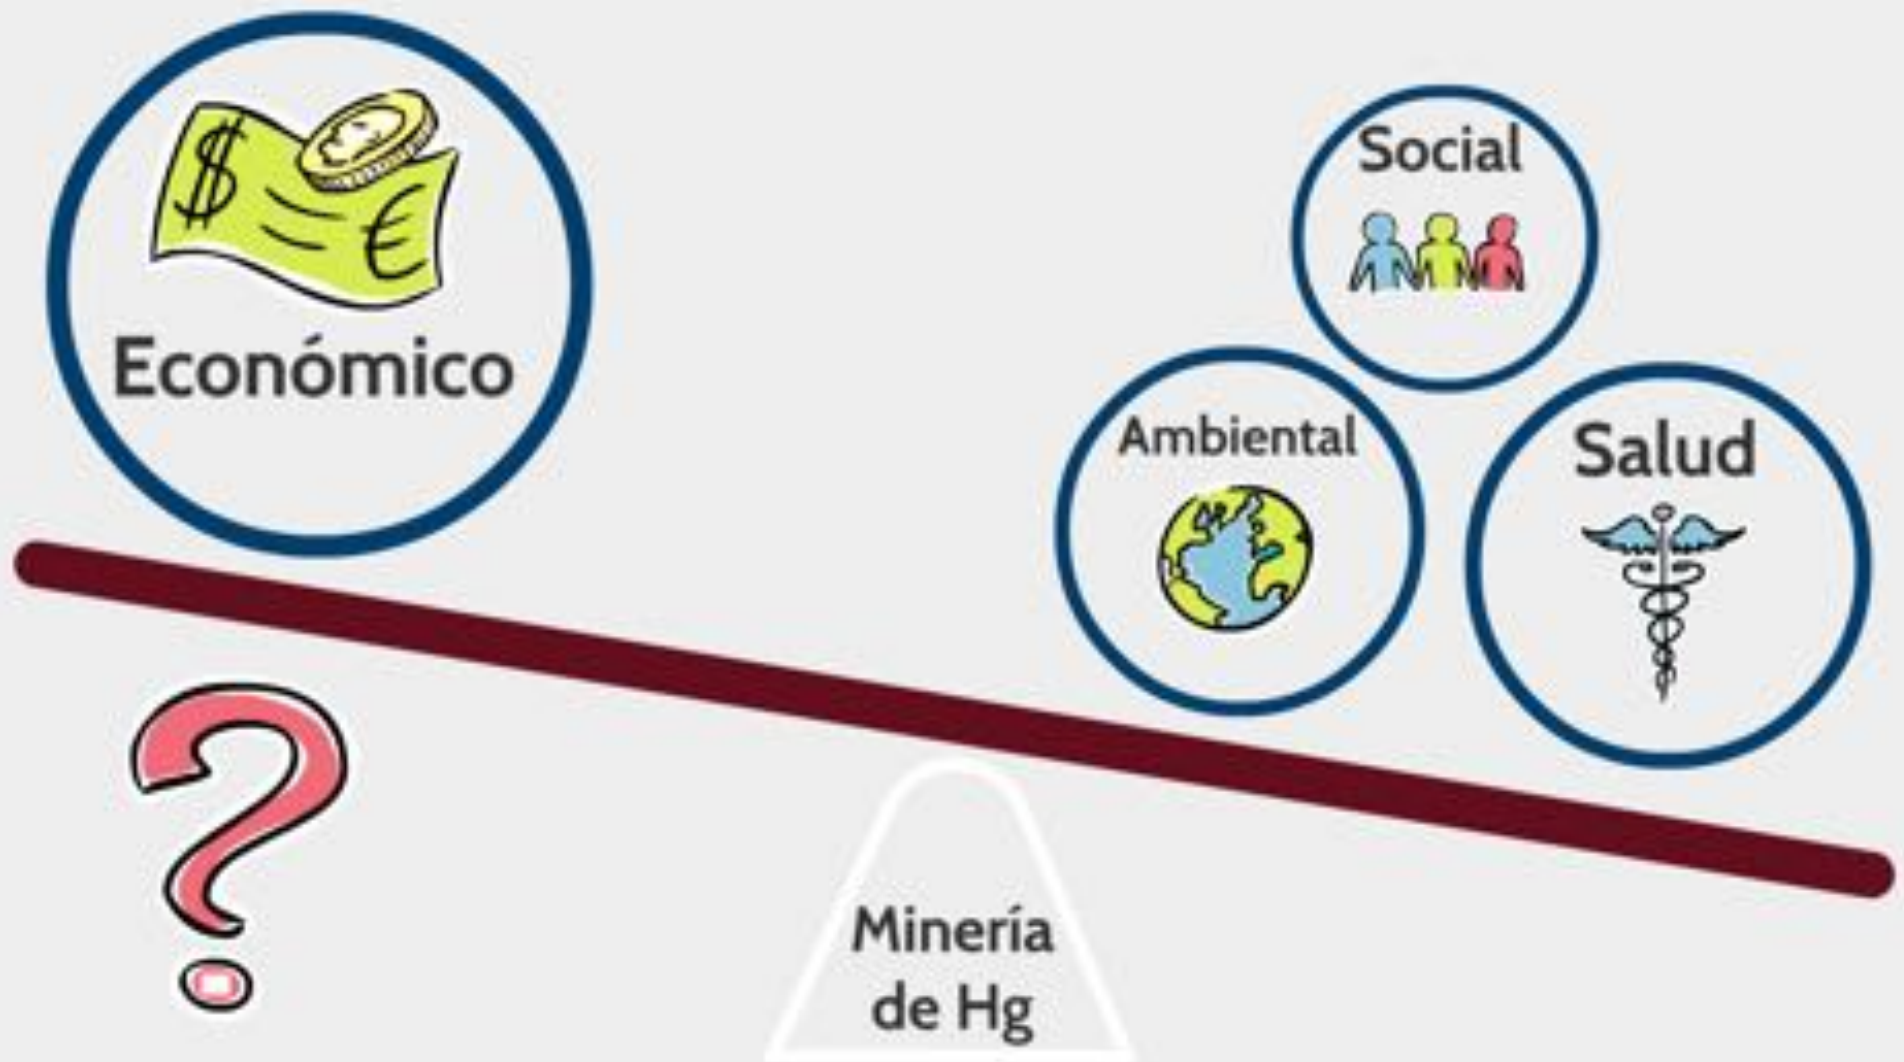 Económico
Social
Ambiental
Salud
Minería
de Hg